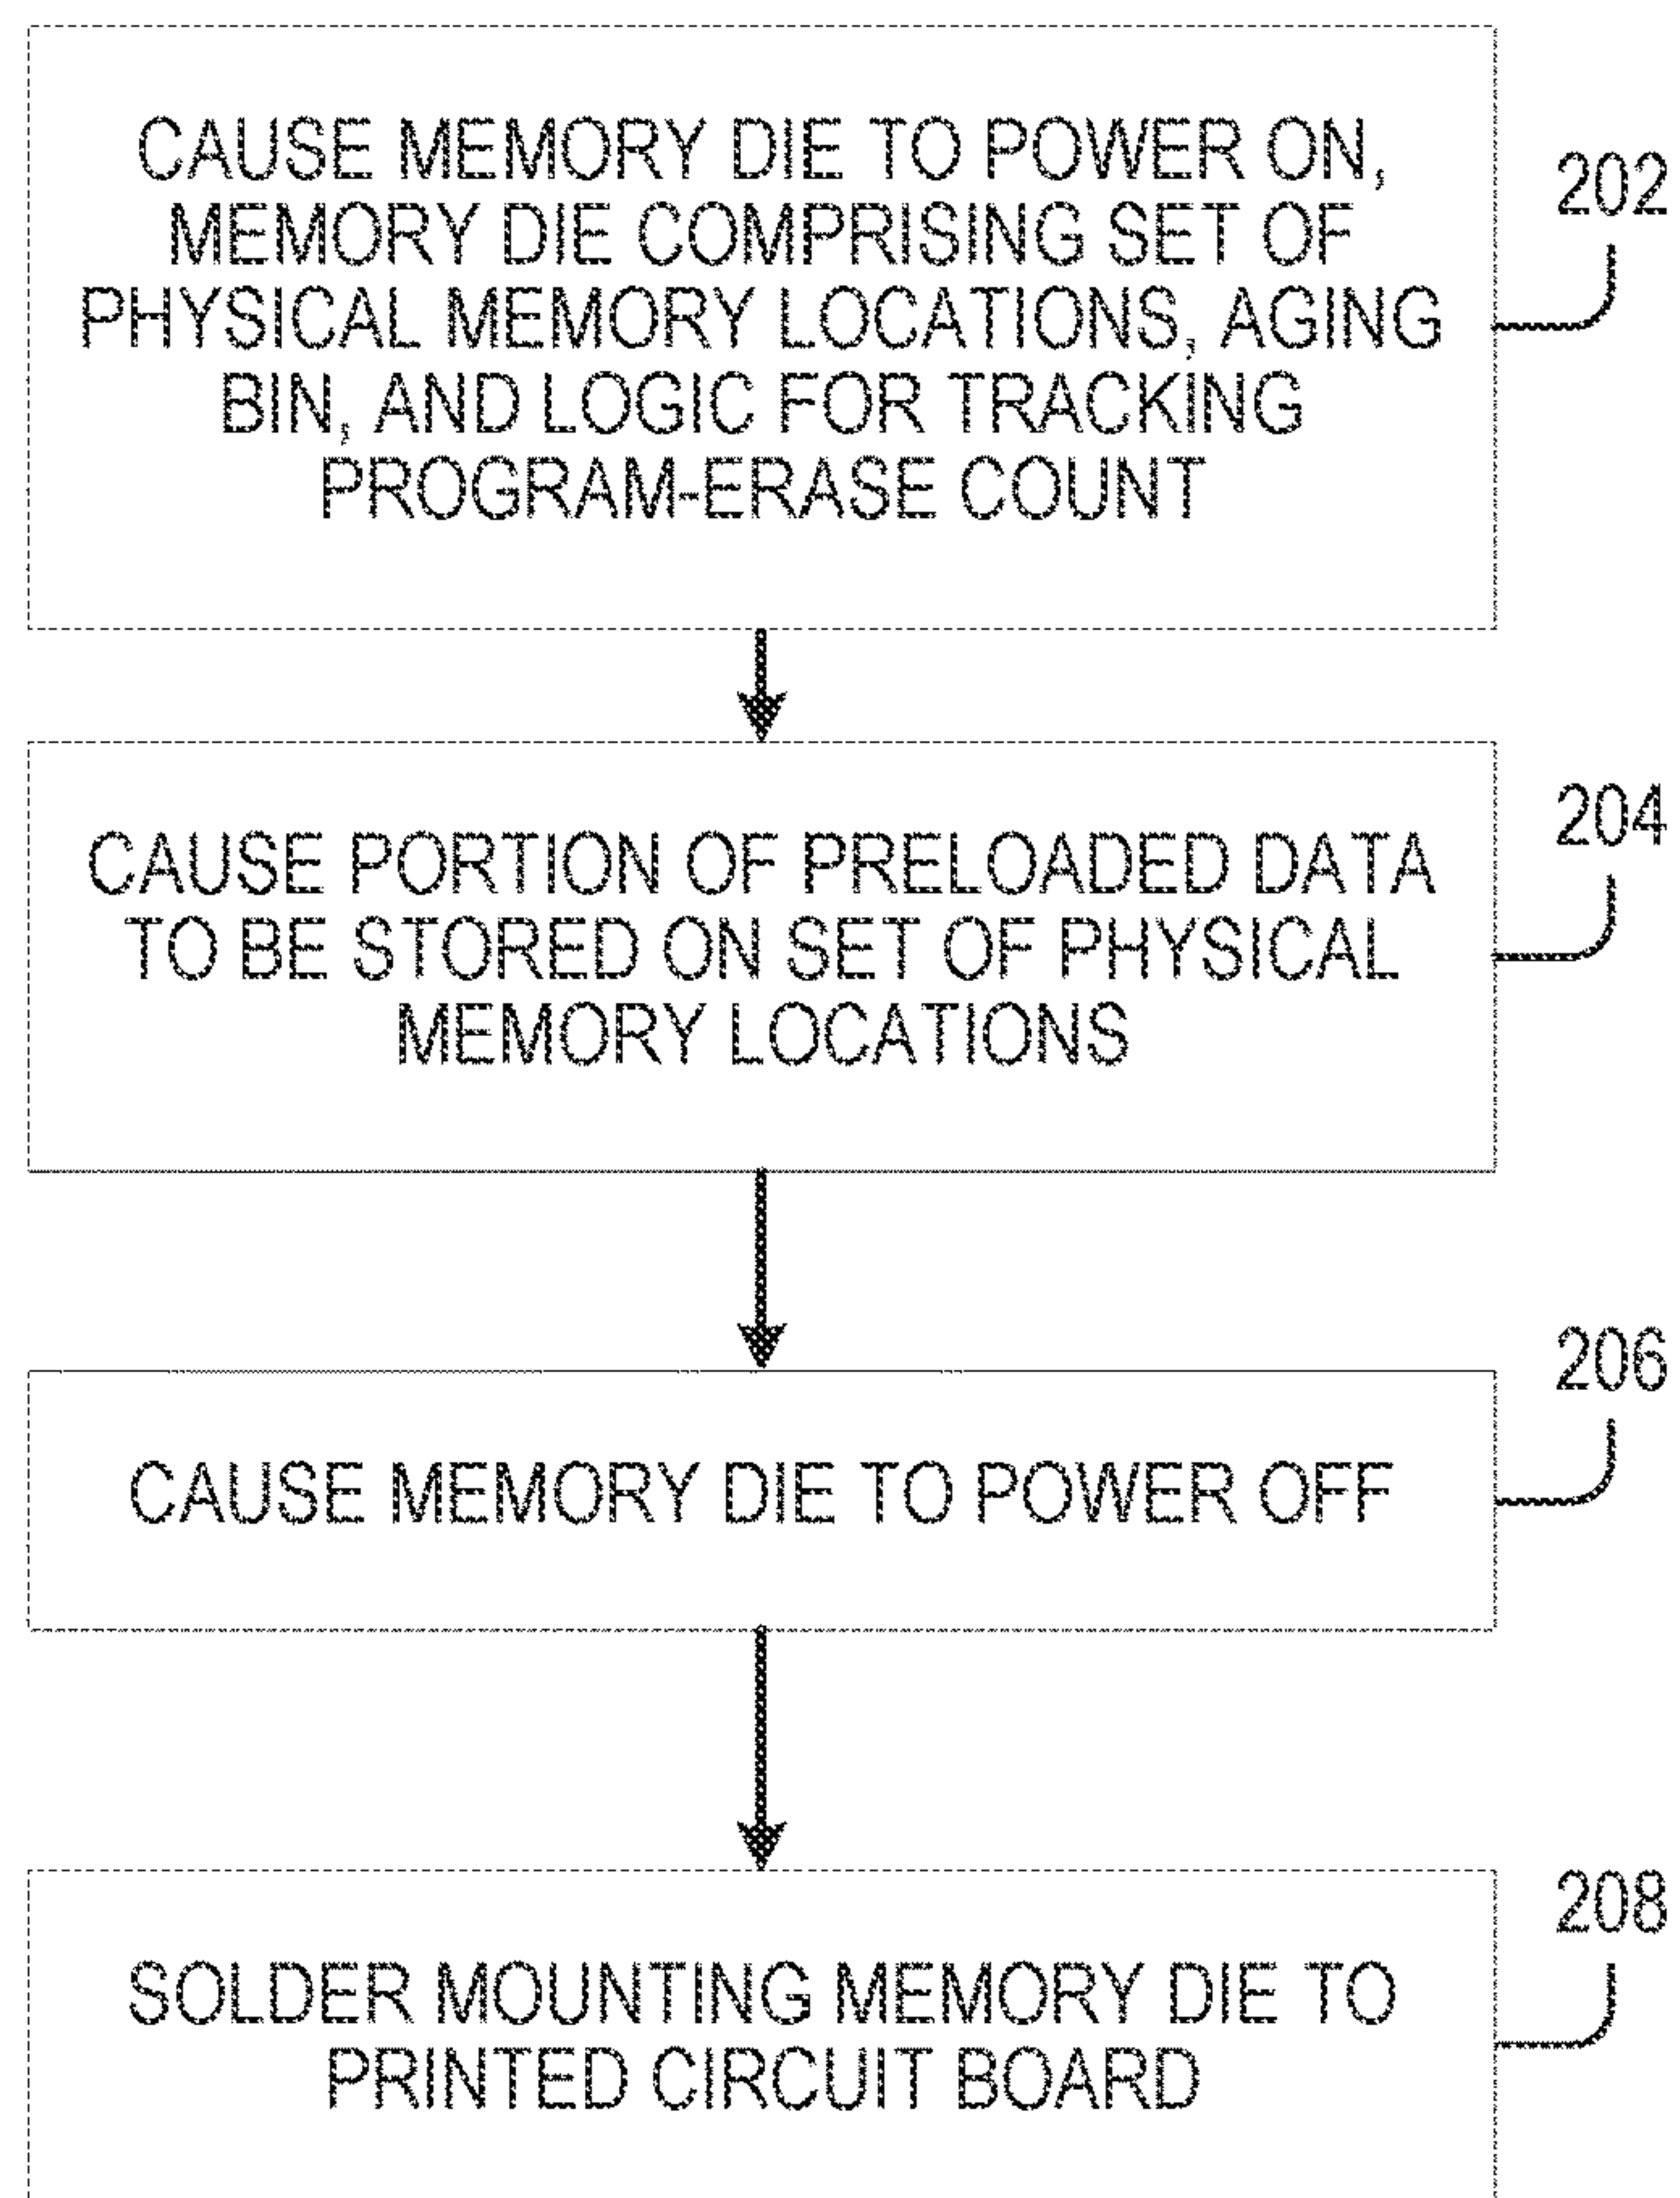 CAUSE MEMORY DIE TO POWER ON,
MEMORY DIE COMPRISING SET OF
PHYSICAL MEMORY LOCATIONS, AGING
BIN, AND LOGIC FOR TRACKING
PROGRAM-ERASE COUNT
202
CAUSE PORTION OF PRELOADED DATA
TO BE STORED ON SET OF PHYSICAL
MEMORY LOCATIONS
204
CAUSE MEMORY DIE TO POWER OFF
206
SOLDER MOUNTING MEMORY DIE TO
PRINTED CIRCUIT BOARD
208